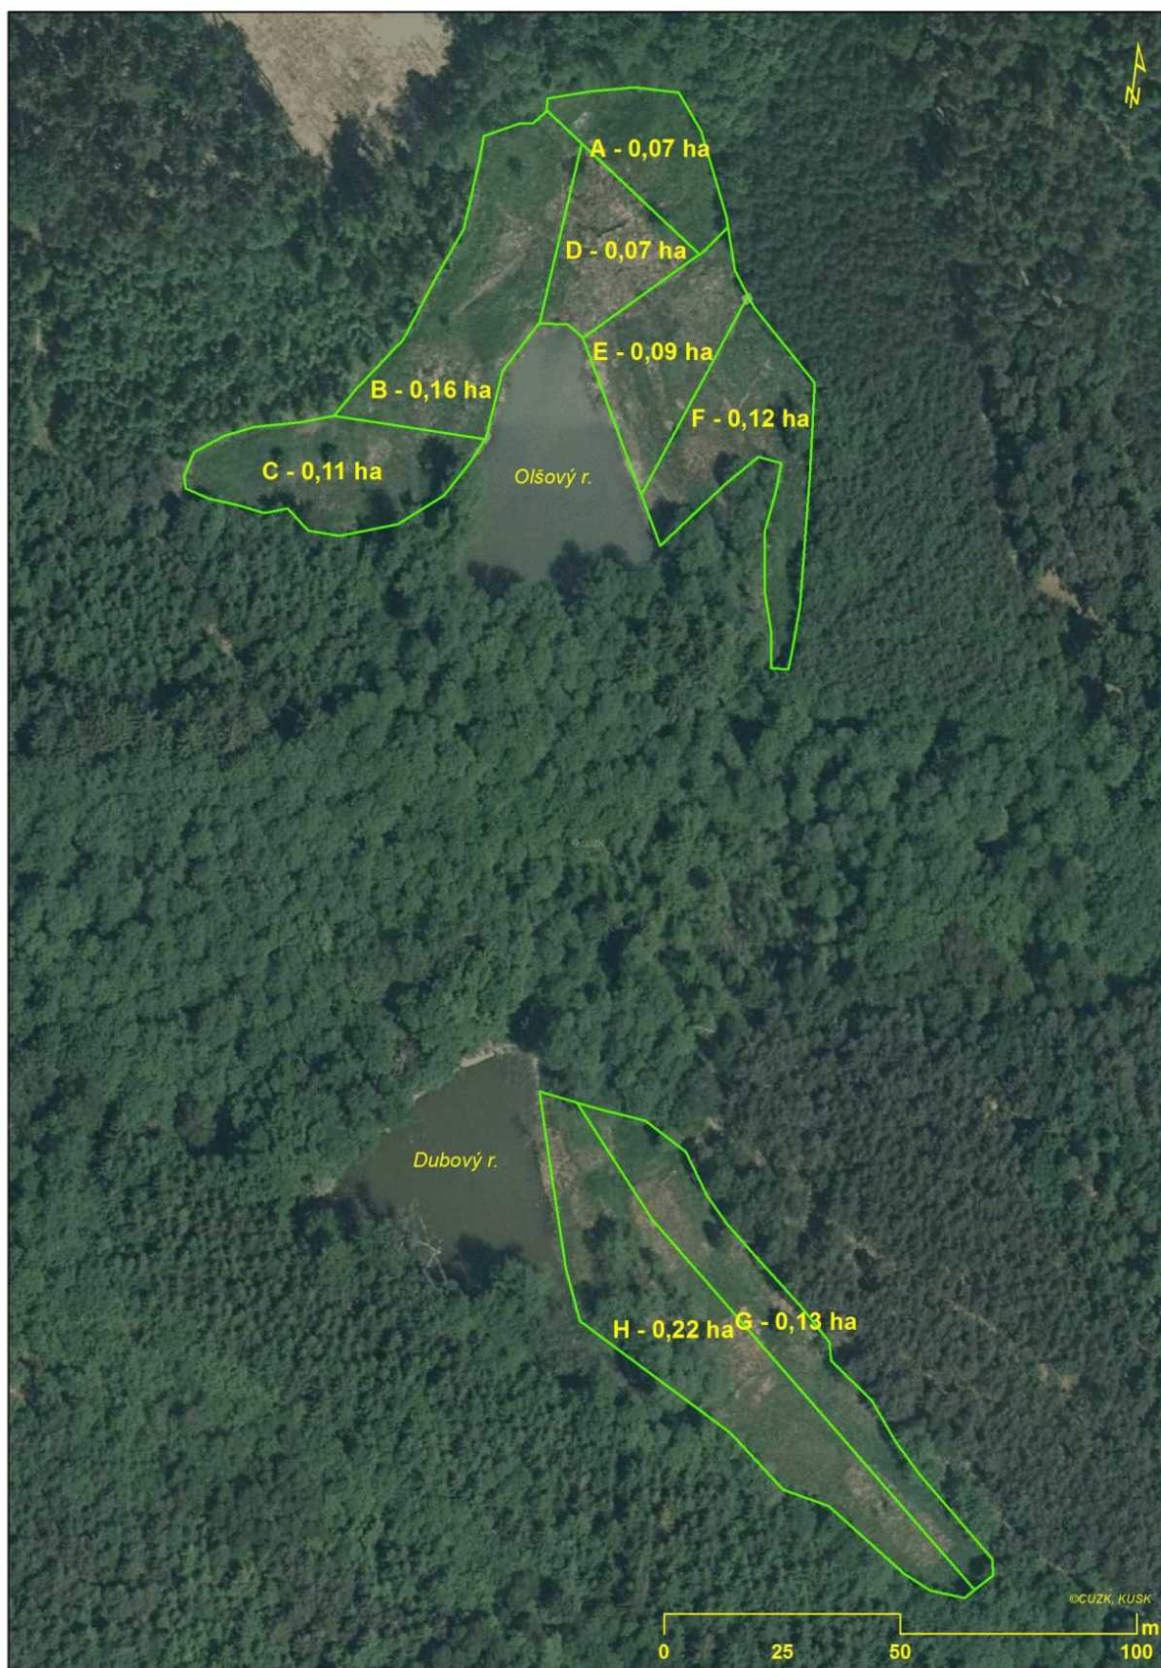 A - 0,07 ha
D - 0,07 ha
E - 0,09 ha
B - 0,16 ha
F - 0,12 ha
C - 0,11 ha
Olšový r.
©CUZK
Dubový r.
G - 0,13 ha
H - 0,22 ha
©CUZK, KUSK
m
0 25 50 100